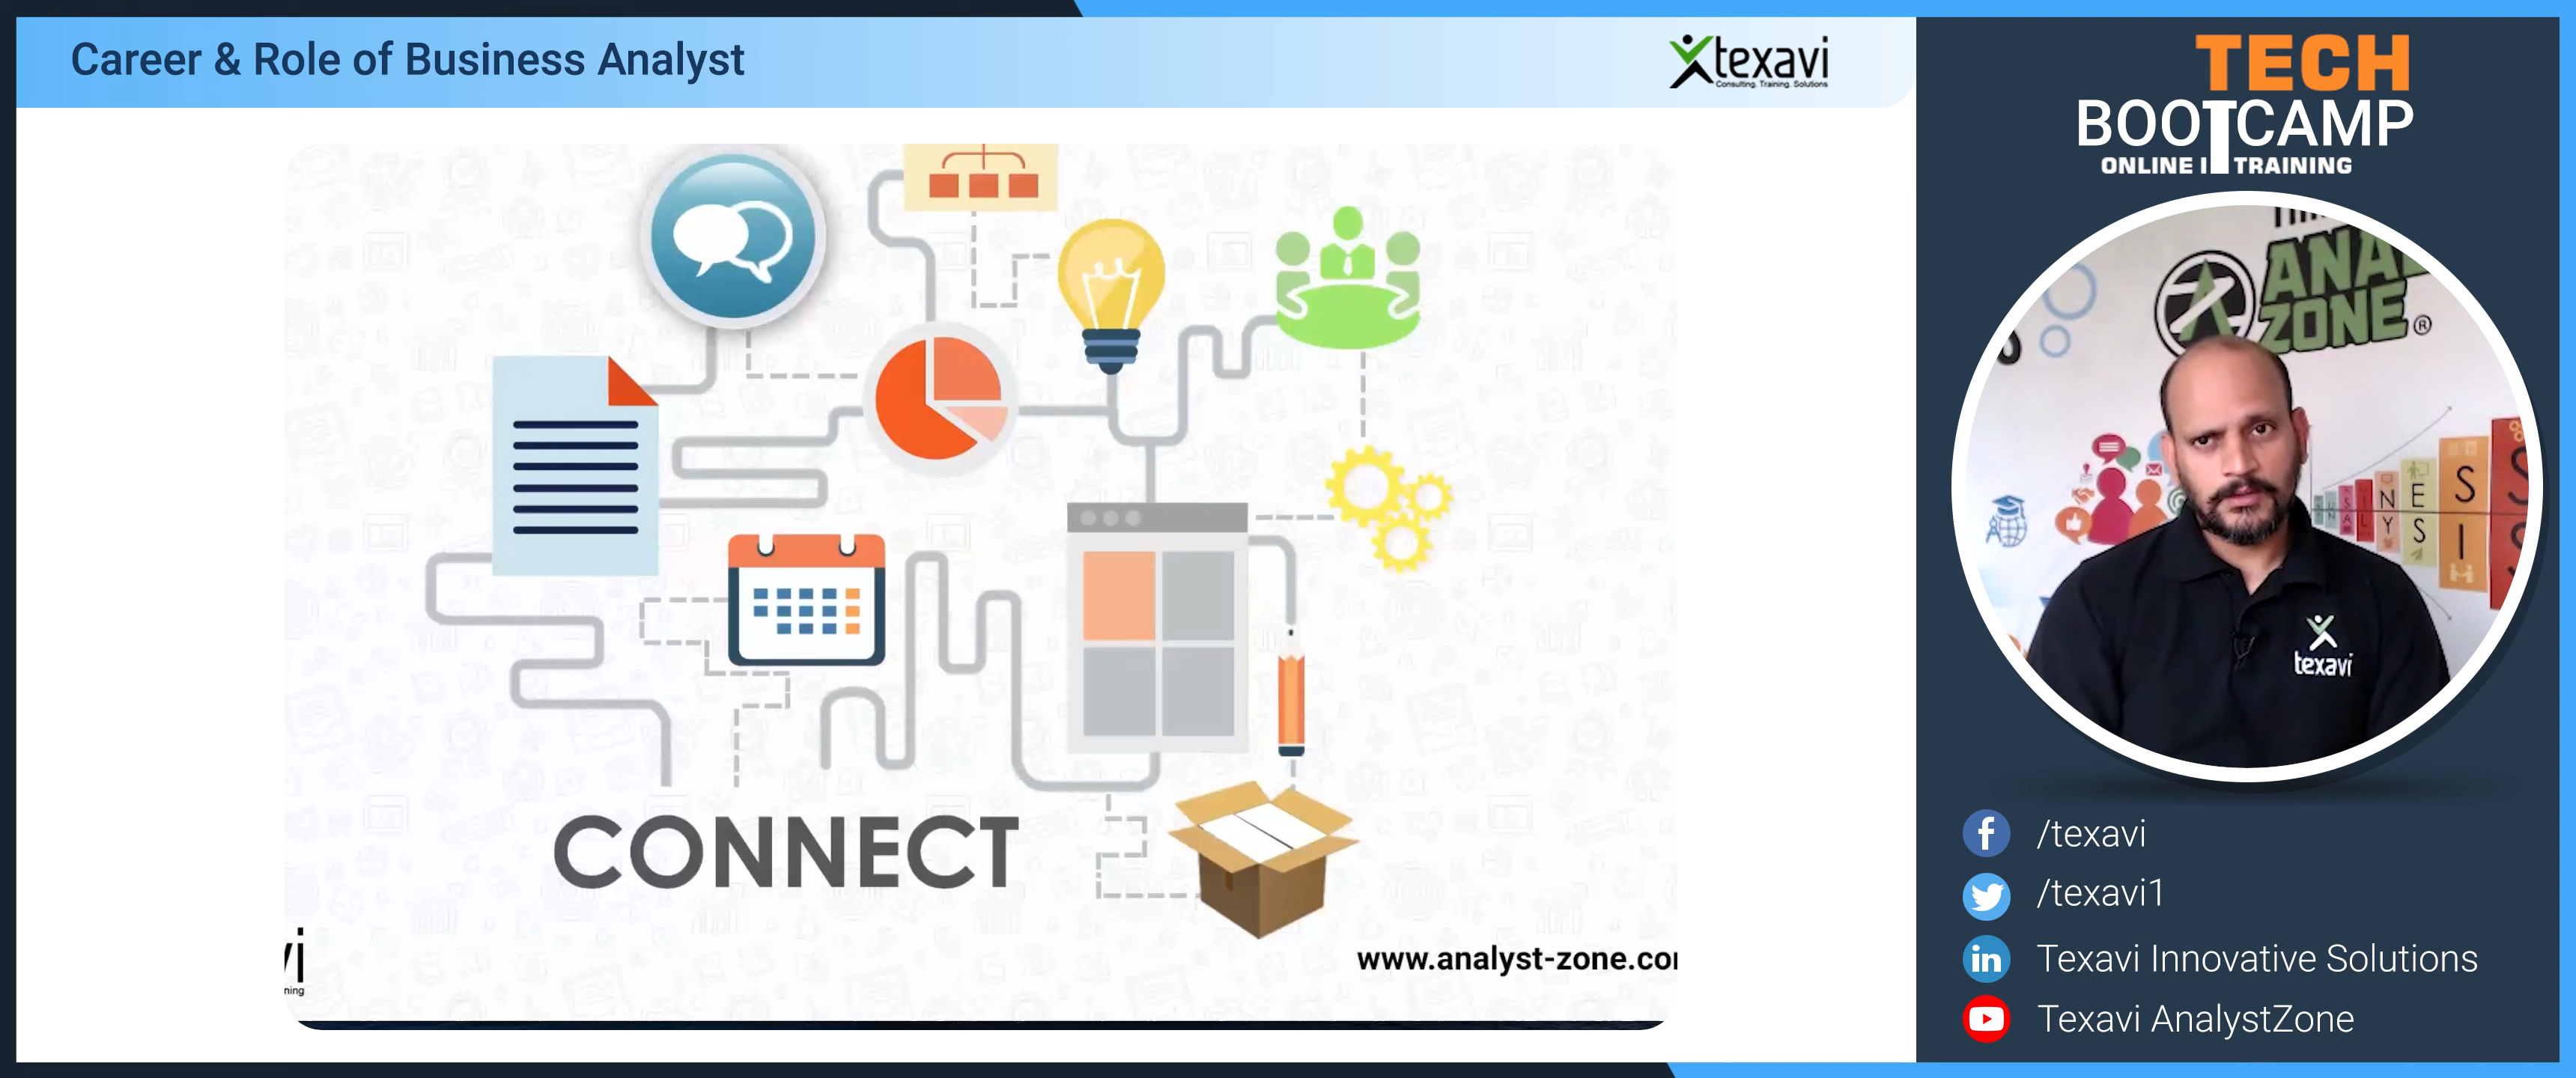 Career & Role of Business Analyst
texavi
Consulting. Training. Solutions
CONNECT
www.analyst-zone.co
TECH
BOOTCAMP
ONLINE IT TRAINING
ZONE
®
texavi
/texavi
/texavi1
Texavi Innovative Solutions
Texavi AnalystZone